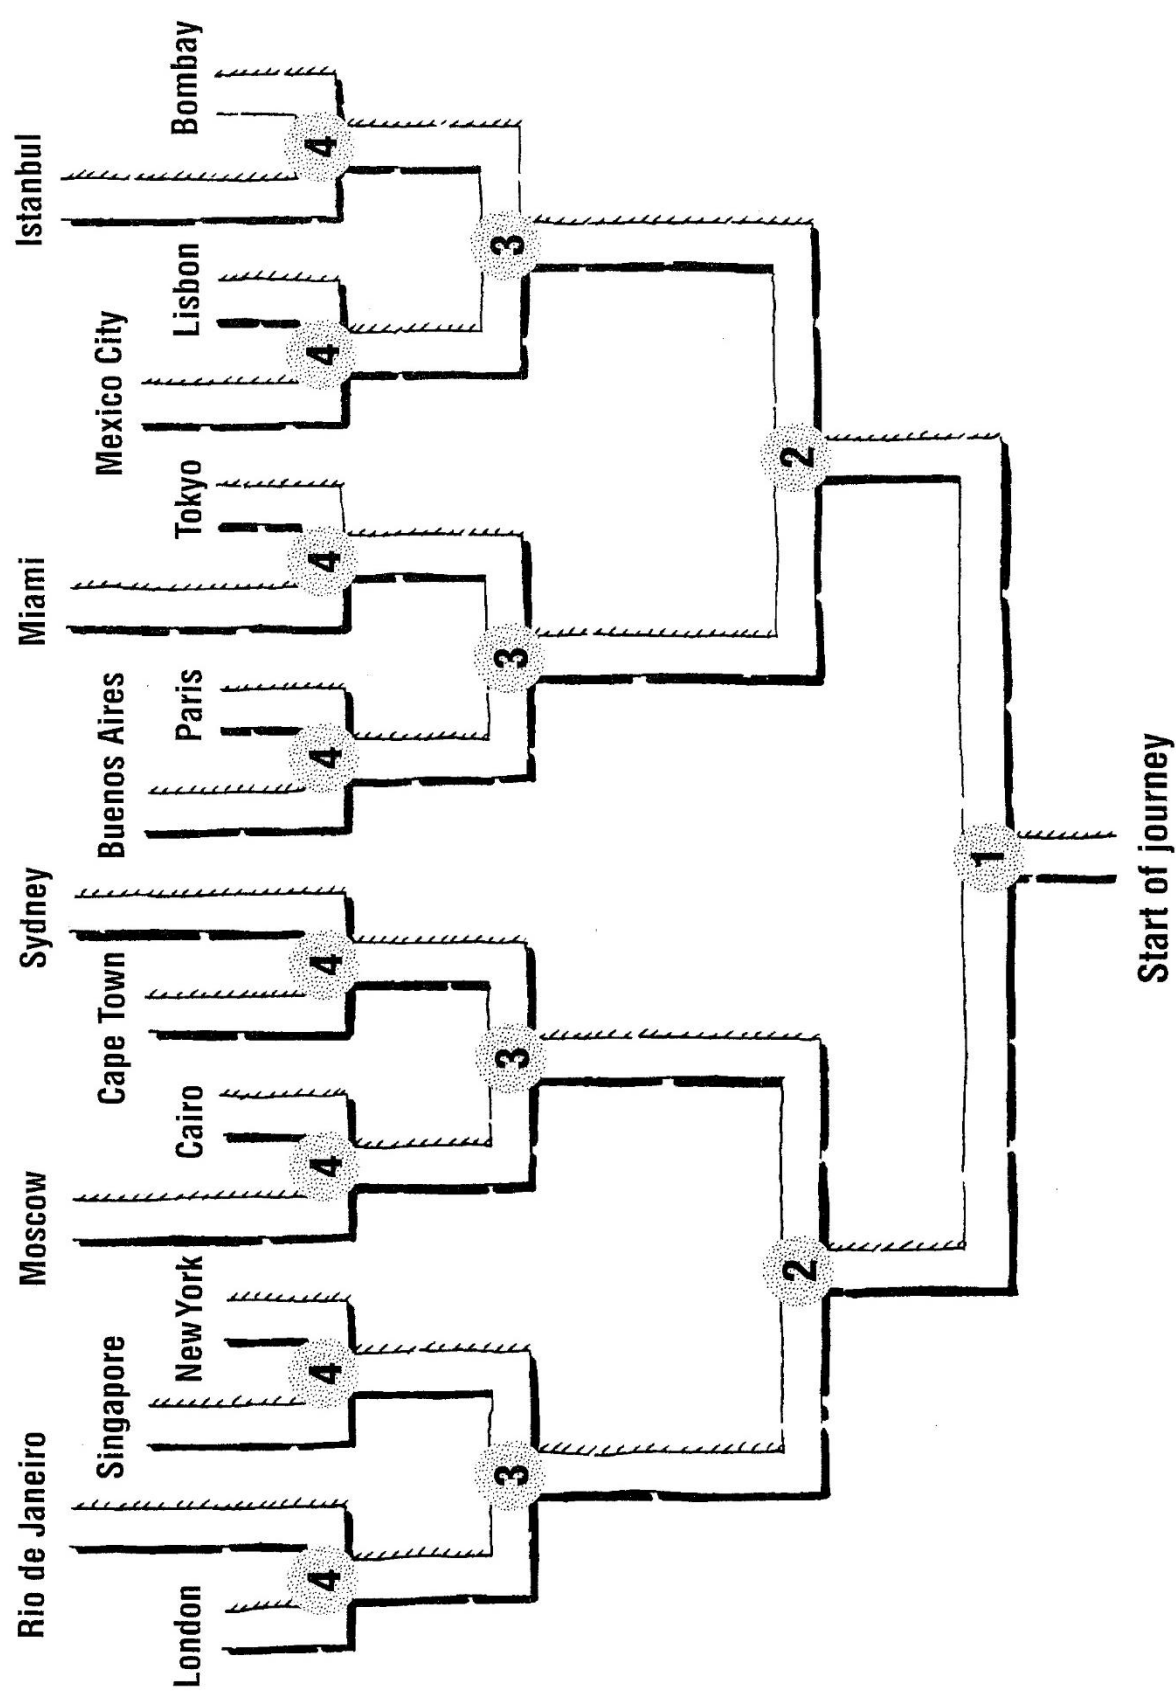 Rio de Janeiro
Moscow
Sydney
Miami
Istanbul
Singapore
Cape Town
Buenos Aires
Mexico City
London
New York
Cairo
Paris
Tokyo
Lisbon
Bombay
4
4
4
4
4
4
4
4
3
3
3
3
2
2
1
Start of journey